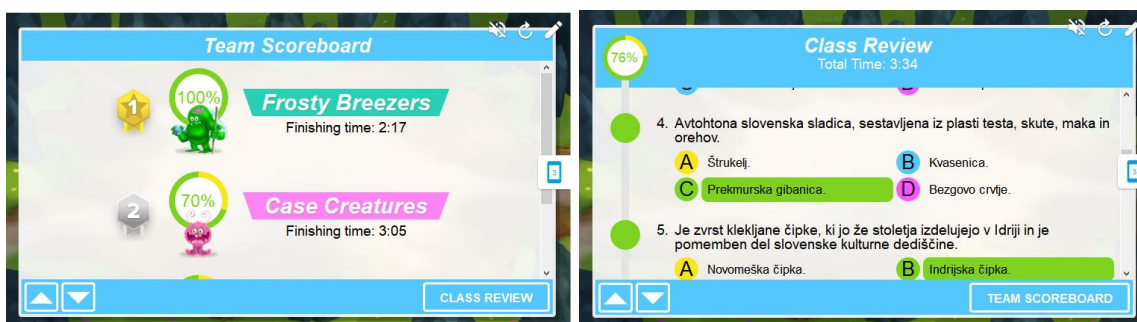 Team Scoreboard
1
100%
Frosty Breezers
Finishing time: 2:17
2
70%
Case Creatures
Finishing time: 3:05
3
CLASS REVIEW
76%
Class Review
Total Time: 3:34
4. Avtohtona slovenska sladica, sestavljena iz plasti testa, skute, maka in
orehov.
A Štrukelj.
B Kvasenica.
C Prekmurska gibanica.
D Bezgovo crvtje.
5. Je zvrst klekljane čipke, ki jo že stoletja izdelujejo v Idriji in je
pomemben del slovenske kulturne dediščine.
A Novomeška čipka.
B Indrijska čipka.
3
TEAM SCOREBOARD